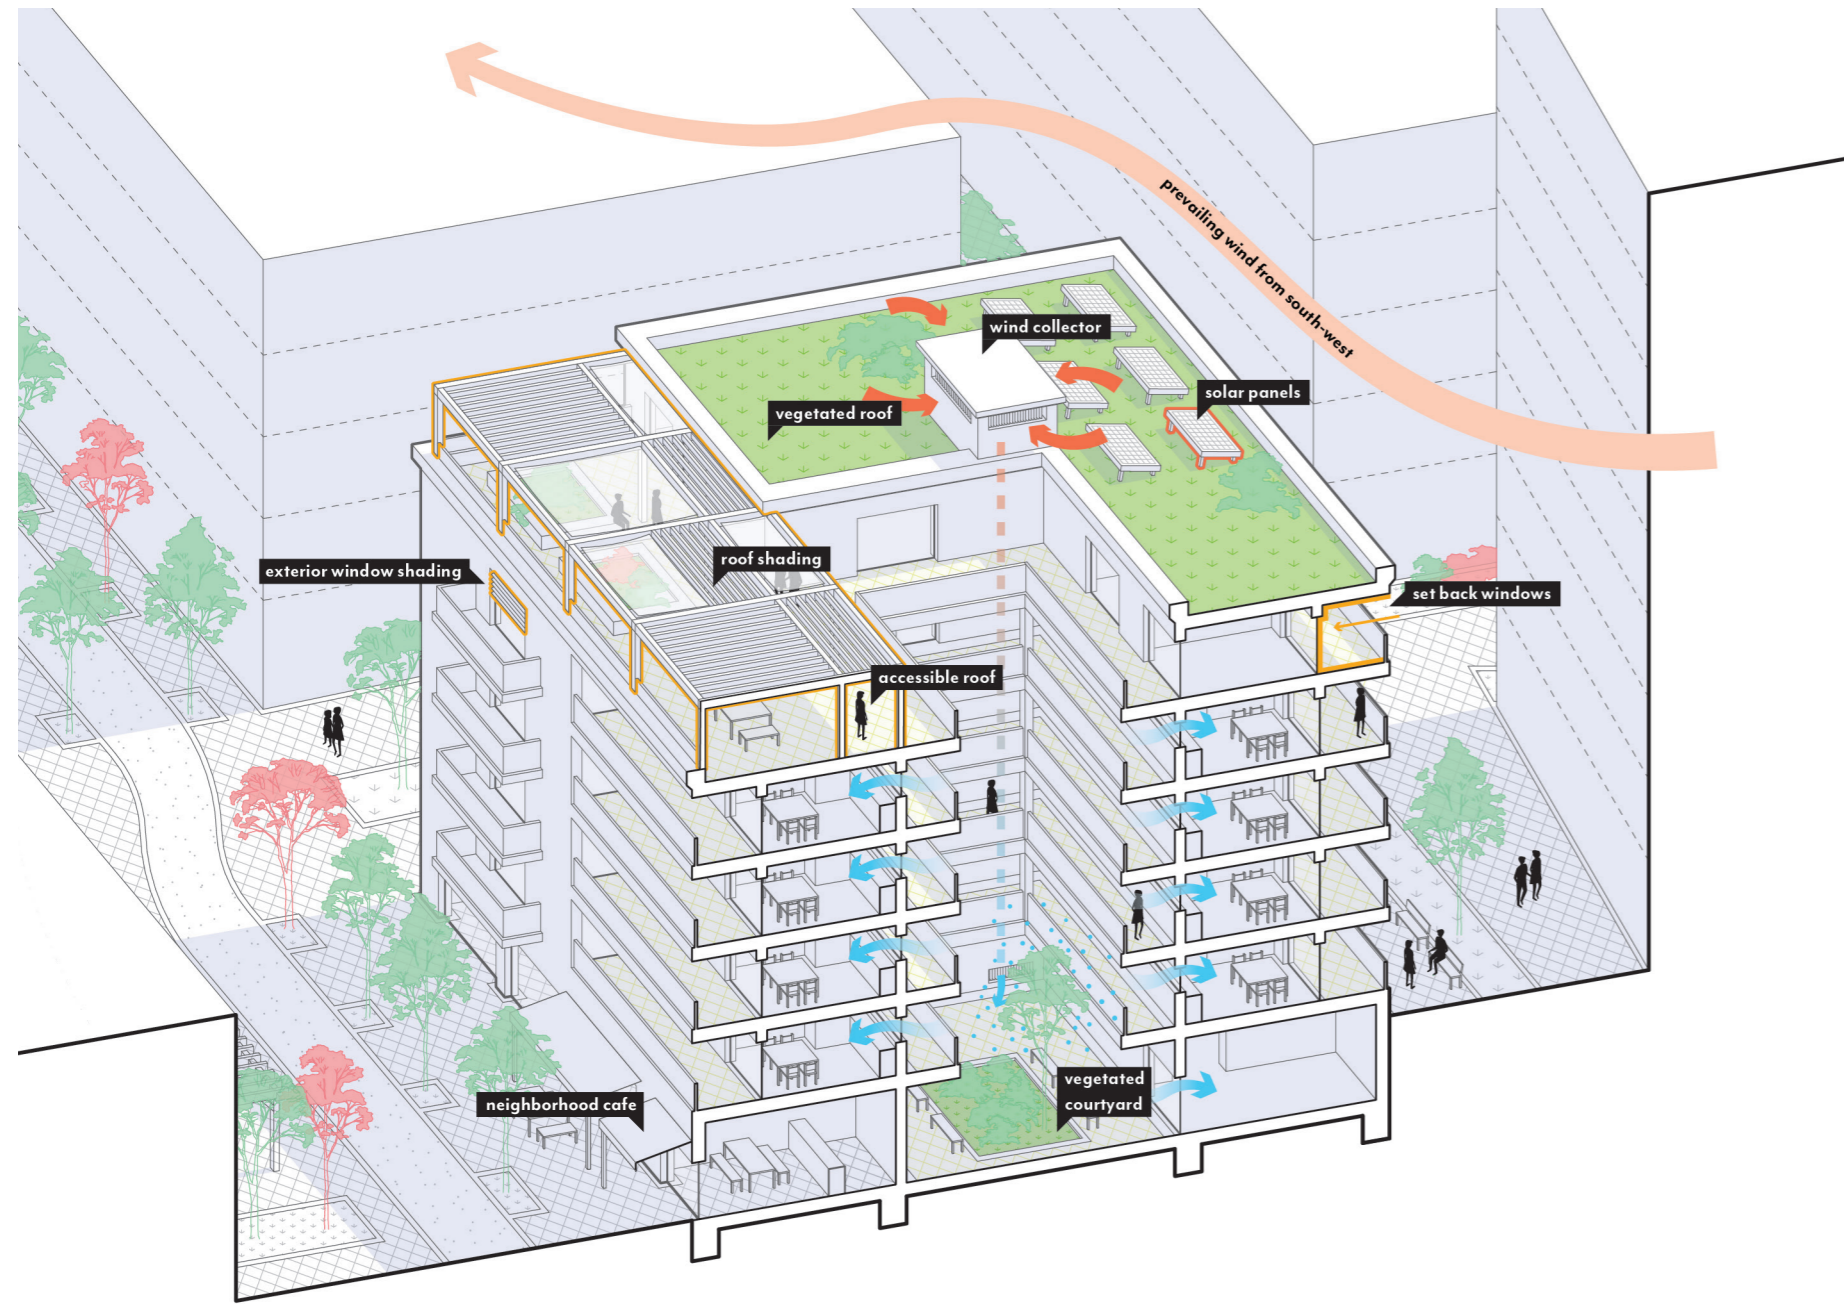 prevailing wind from south-west
wind collector
solar panels
vegetated roof
roof shading
exterior window shading
set back windows
accessible roof
vegetated
courtyard
neighborhood cafe